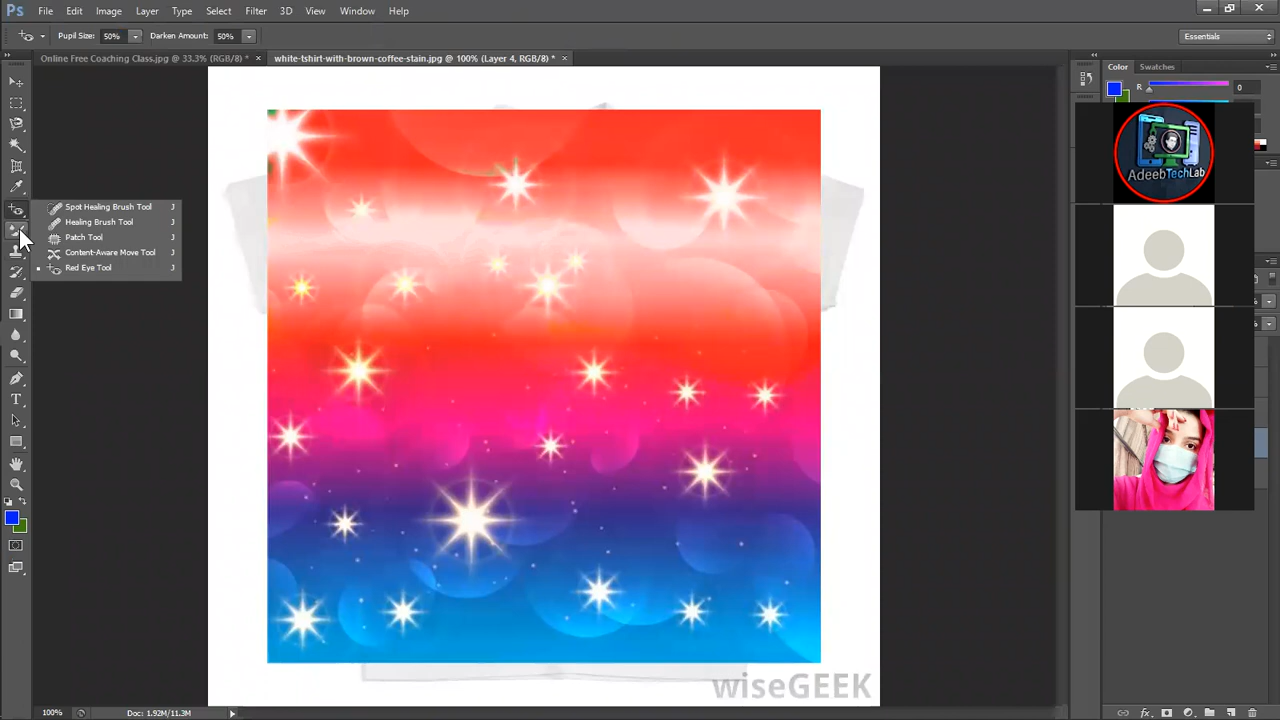 Ps File Edit Image Layer Type Select Filter 3D View Window Help
Pupil Size: 50% Darken Amount: 50% Essentials
Online Free Coaching Class.jpg @ 33.3% (RGB/8) * × white-tshirt-with-brown-coffee-stain.jpg @ 100% (Layer 4, RGB/8) * ×
Color Swatches
R 0
AdeebTechLab
Spot Healing Brush Tool J
Healing Brush Tool J
Patch Tool J
Content-Aware Move Tool J
Red Eye Tool J
T
wiseGEEK
100% Doc: 1.92M/11.3M
fx